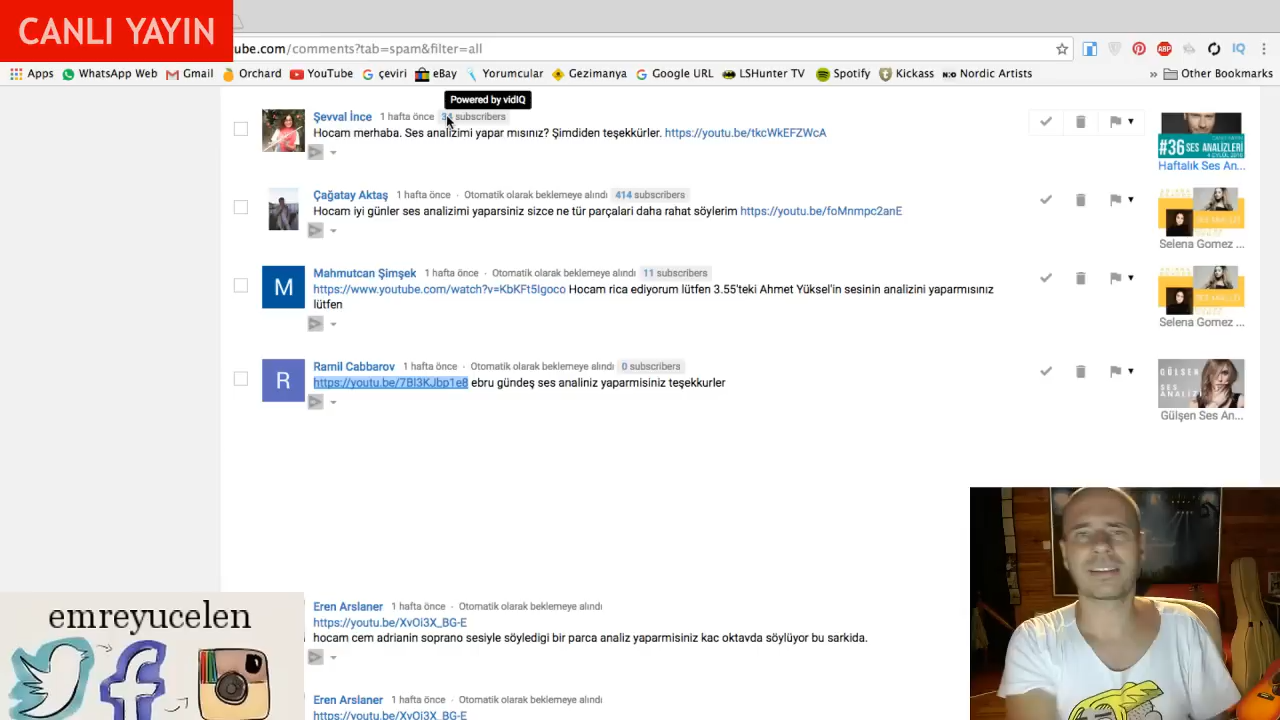 CANLI YAYIN
ube.com/comments?tab=spam&filter=all
Apps WhatsApp Web Gmail Orchard YouTube çeviri eBay Yorumcular Gezimanya Google URL LSHunter TV Spotify Kickass Nordic Artists » Other Bookmarks
Powered by vidIQ
Şevval İnce 1 hafta önce subscribers
Hocam merhaba. Ses analizimi yapar mısınız? Şimdiden teşekkürler. https://youtu.be/tkcWkEFZWcA
#36 SES ANALİZLERİ
Haftalık Ses An...
Çağatay Aktaş 1 hafta önce · Otomatik olarak beklemeye alındı 414 subscribers
Hocam iyi günler ses analizimi yaparsiniz sizce ne tür parçalari daha rahat söylerim https://youtu.be/foMnmpc2anE
Selena Gomez ...
Mahmutcan Şimşek 1 hafta önce · Otomatik olarak beklemeye alındı 11 subscribers
https://www.youtube.com/watch?v=KbKFt5Igoco Hocam rica ediyorum lütfen 3.55'teki Ahmet Yüksel'in sesinin analizini yaparmısınız
lütfen
M
Selena Gomez ...
Ramil Cabbarov 1 hafta önce · Otomatik olarak beklemeye alındı 0 subscribers
https://youtu.be/7Bl3KJbp1e8 ebru gündeş ses analiniz yaparmisiniz teşekkurler
R
GÜLŞEN
SES
ANALİZİ
Gülşen Ses An...
emreyucelen
Eren Arslaner 1 hafta önce · Otomatik olarak beklemeye alındı
https://youtu.be/XvOi3X_BG-E
hocam cem adrianin soprano sesiyle söyledigi bir parca analiz yaparmisiniz kac oktavda söylüyor bu sarkida.
Eren Arslaner 1 hafta önce · Otomatik olarak beklemeye alındı
https://youtu.be/XvOi3X_BG-E